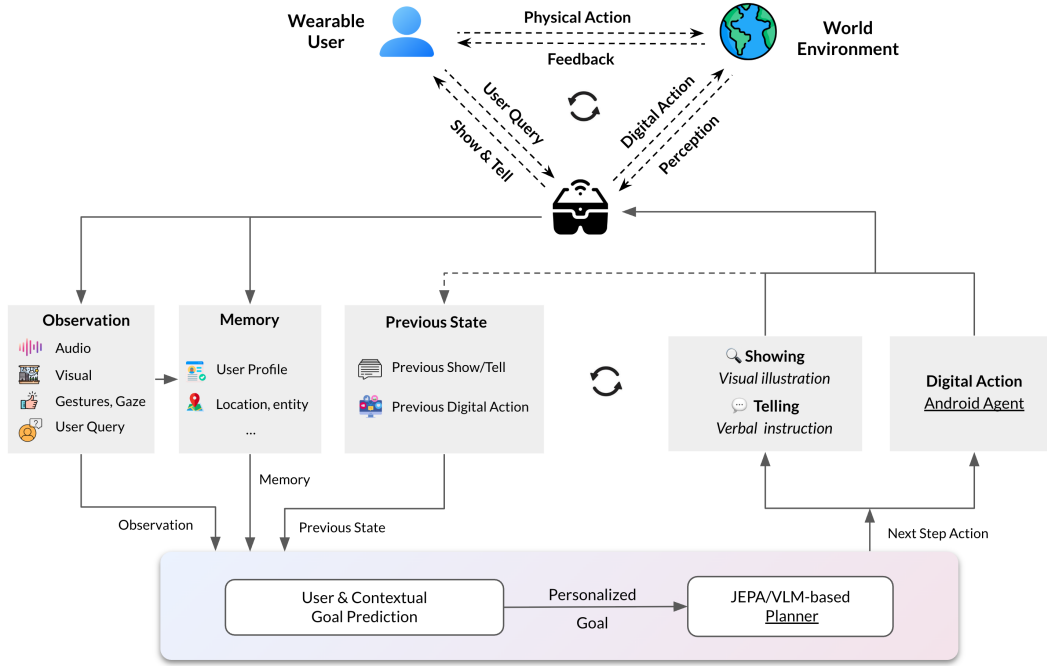 Wearable
User
Physical Action
Feedback
World
Environment
User Query
Show & Tell
Digital Action
Perception
Observation
Audio
Visual
Gestures, Gaze
User Query
Memory
User Profile
Location, entity
...
Previous State
Previous Show/Tell
Previous Digital Action
Showing
Visual illustration
Telling
Verbal instruction
Digital Action
Android Agent
Observation
Memory
Previous State
Next Step Action
User & Contextual
Goal Prediction
Personalized
Goal
JEPA/VLM-based
Planner